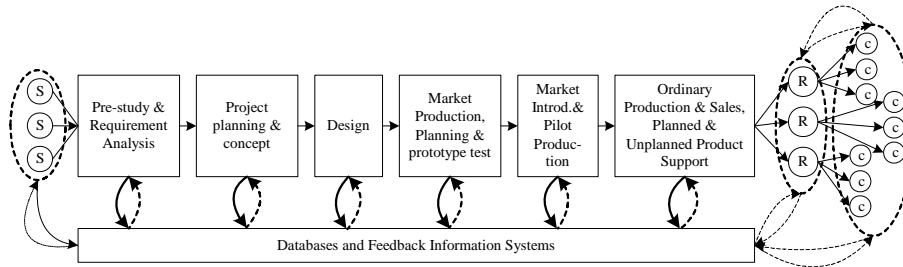 S
S
S
Pre-study &
Requirement
Analysis
Project
planning &
concept
Design
Market
Production,
Planning &
prototype test
Market
Introd.&
Pilot
Produc-
tion
Ordinary
Production & Sales,
Planned &
Unplanned Product
Support
R
R
R
c
c
c
c
c
c
c
c
c
Databases and Feedback Information Systems